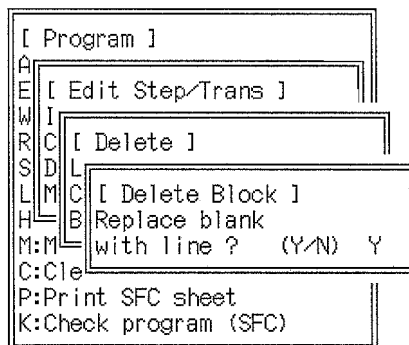 [ Program ]
A
E [ Edit Step/Trans ]
W I
R C [ Delete ]
S D L
L M C [ Delete Block ]
H B Replace blank
M:M with line ? (Y/N) Y
C:Cle
P:Print SFC sheet
K:Check program (SFC)